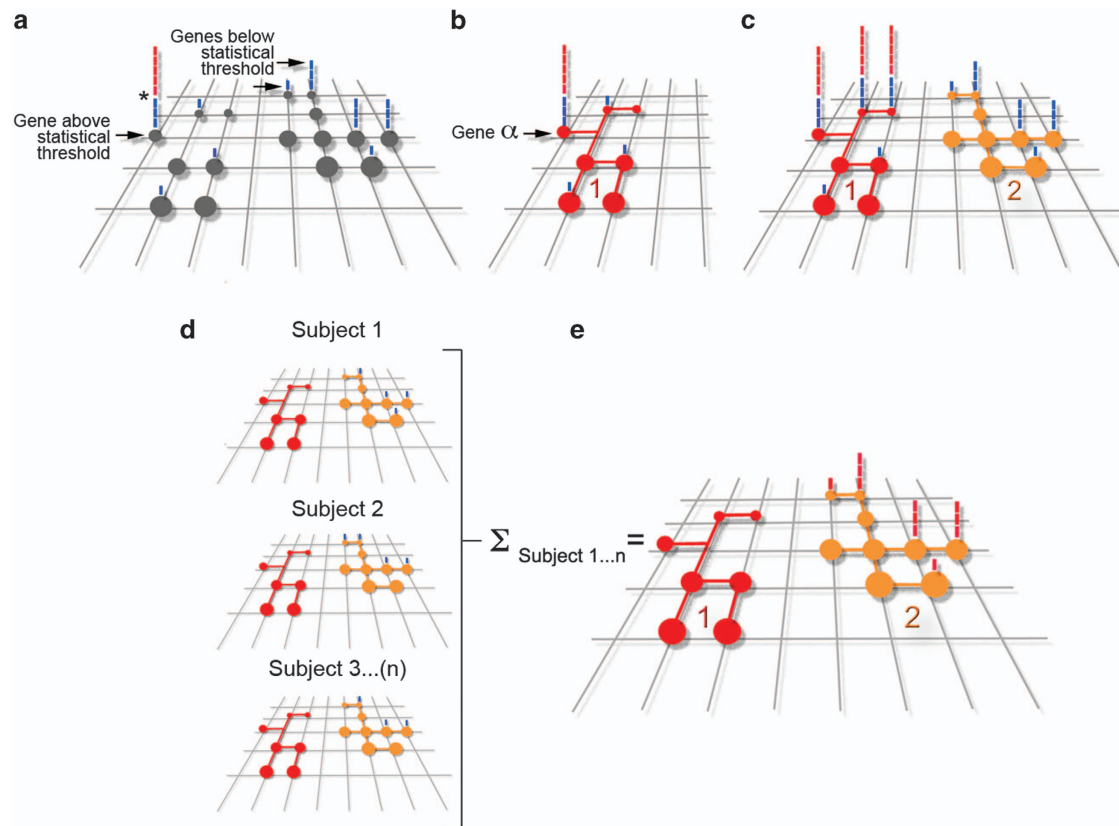 a
b
c
Genes below
statistical
threshold
*
Gene above
statistical
threshold
Gene α
1
1
2
d
e
Subject 1
Subject 2
Subject 3...(n)
Σ Subject 1...n =
1
2